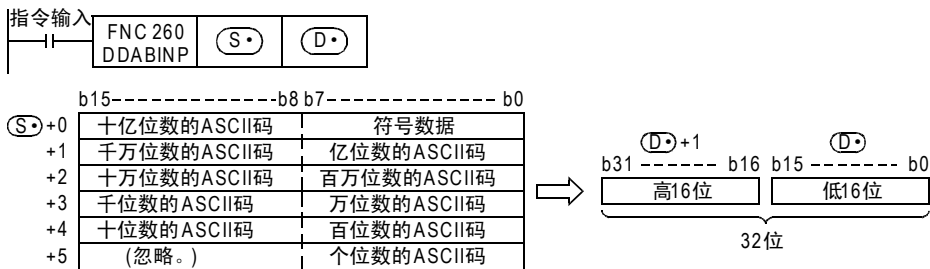 指令输入
FNC 260
DDABINP
S•
D•
b15 b8 b7 b0
S• +0 十亿位数的ASCII码 符号数据
+1 千万位数的ASCII码 亿位数的ASCII码
+2 十万位数的ASCII码 百万位数的ASCII码
+3 千位数的ASCII码 万位数的ASCII码
+4 十位数的ASCII码 百位数的ASCII码
+5 (忽略。) 个位数的ASCII码
D• +1 D•
b31 b16 b15 b0
高16位 低16位
32位